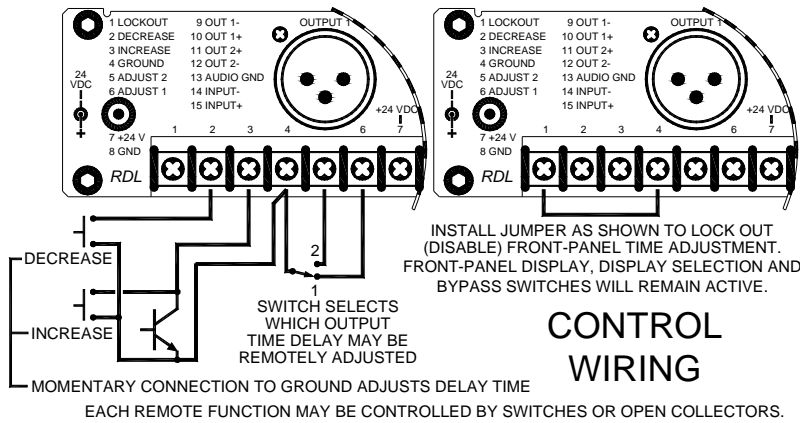 1 LOCKOUT
2 DECREASE
3 INCREASE
4 GROUND
5 ADJUST 2
6 ADJUST 1
9 OUT 1-
10 OUT 1+
11 OUT 2+
12 OUT 2-
13 AUDIO GND
14 INPUT-
15 INPUT+
OUTPUT 1
24
VDC
+
7 +24 V
8 GND
+24 VDC
1 2 3 4 5 6 7
RDL
1 LOCKOUT
2 DECREASE
3 INCREASE
4 GROUND
5 ADJUST 2
6 ADJUST 1
9 OUT 1-
10 OUT 1+
11 OUT 2+
12 OUT 2-
13 AUDIO GND
14 INPUT-
15 INPUT+
OUTPUT 1
24
VDC
+
7 +24 V
8 GND
+24 VDC
1 2 3 4 5 6 7
RDL
DECREASE
INCREASE
2
1
SWITCH SELECTS
WHICH OUTPUT
TIME DELAY MAY BE
REMOTELY ADJUSTED
MOMENTARY CONNECTION TO GROUND ADJUSTS DELAY TIME
INSTALL JUMPER AS SHOWN TO LOCK OUT
(DISABLE) FRONT-PANEL TIME ADJUSTMENT.
FRONT-PANEL DISPLAY, DISPLAY SELECTION AND
BYPASS SWITCHES WILL REMAIN ACTIVE.
CONTROL
WIRING
EACH REMOTE FUNCTION MAY BE CONTROLLED BY SWITCHES OR OPEN COLLECTORS.